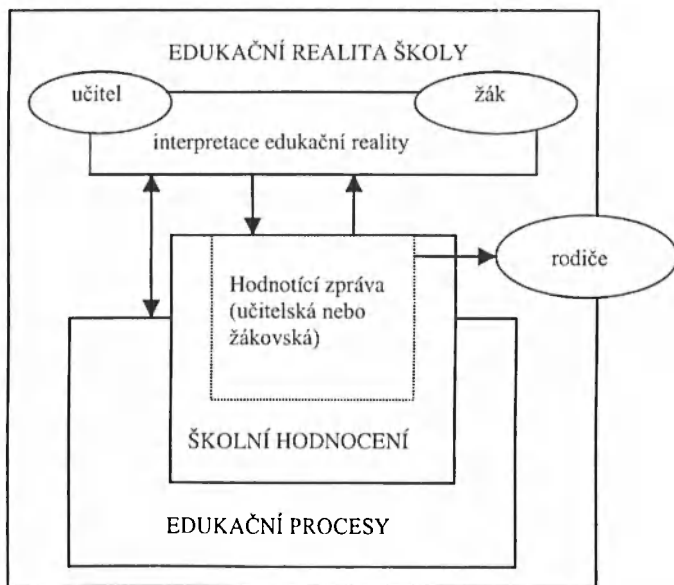 EDUKAČNÍ REALITA ŠKOLY
učitel
žák
interpretace edukační reality
rodiče
Hodnotící zpráva
(učitelská nebo
žákovská)
ŠKOLNÍ HODNOCENÍ
EDUKAČNÍ PROCESY